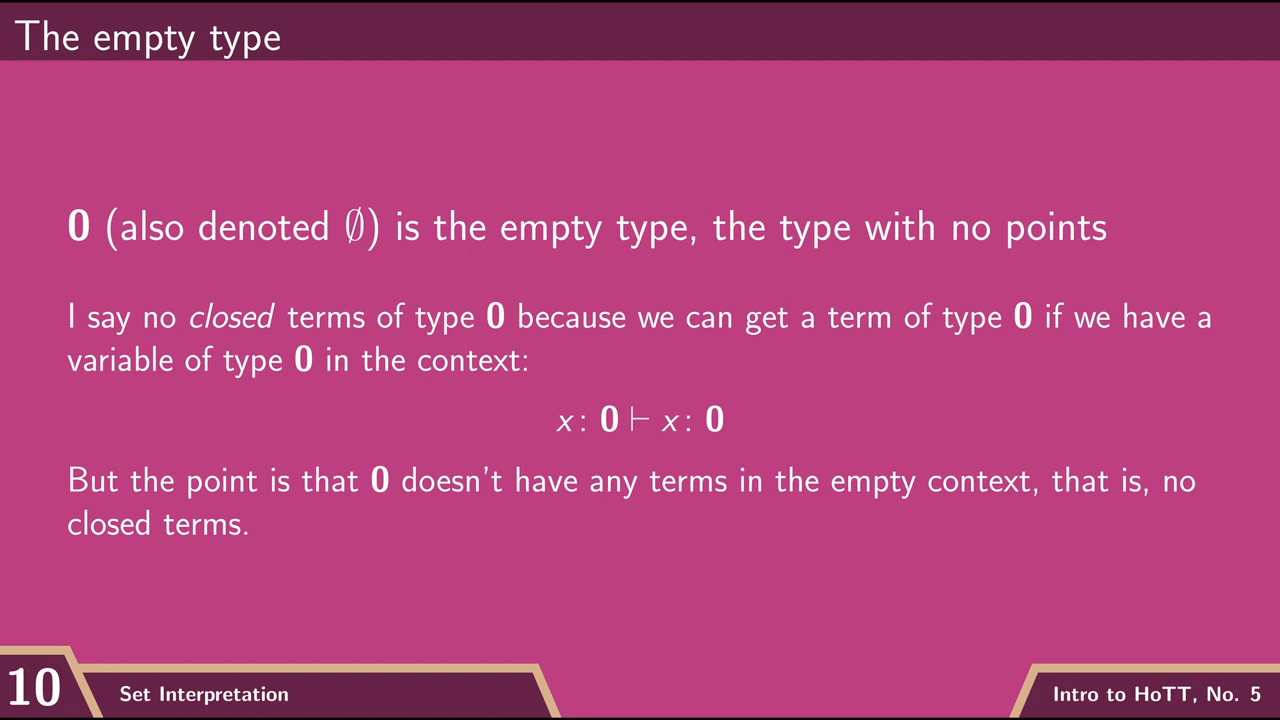 The empty type
𝟎 (also denoted ∅) is the empty type, the type with no points
I say no closed terms of type 𝟎 because we can get a term of type 𝟎 if we have a
variable of type 𝟎 in the context:
x : 𝟎 ⊢ x : 𝟎
But the point is that 𝟎 doesn't have any terms in the empty context, that is, no
closed terms.
10
Set Interpretation
Intro to HoTT, No. 5